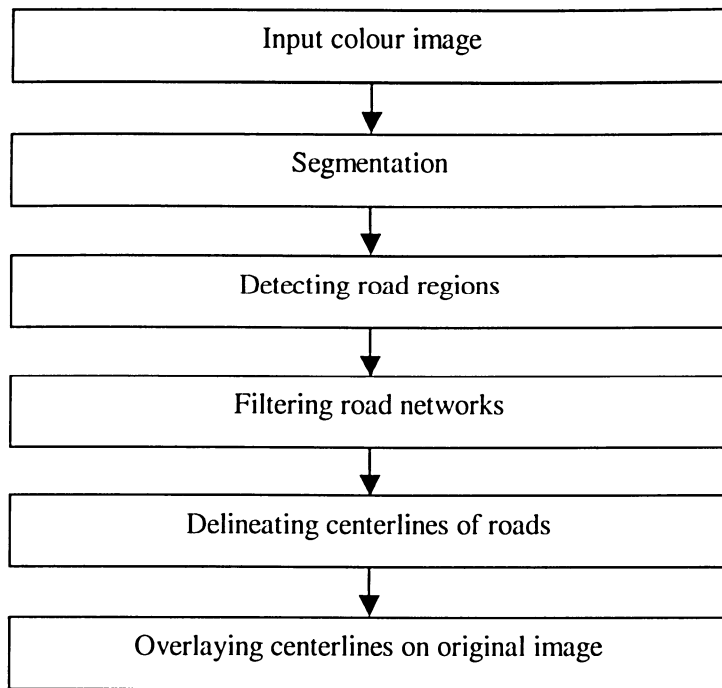 Input colour image
Segmentation
Detecting road regions
Filtering road networks
Delineating centerlines of roads
Overlaying centerlines on original image